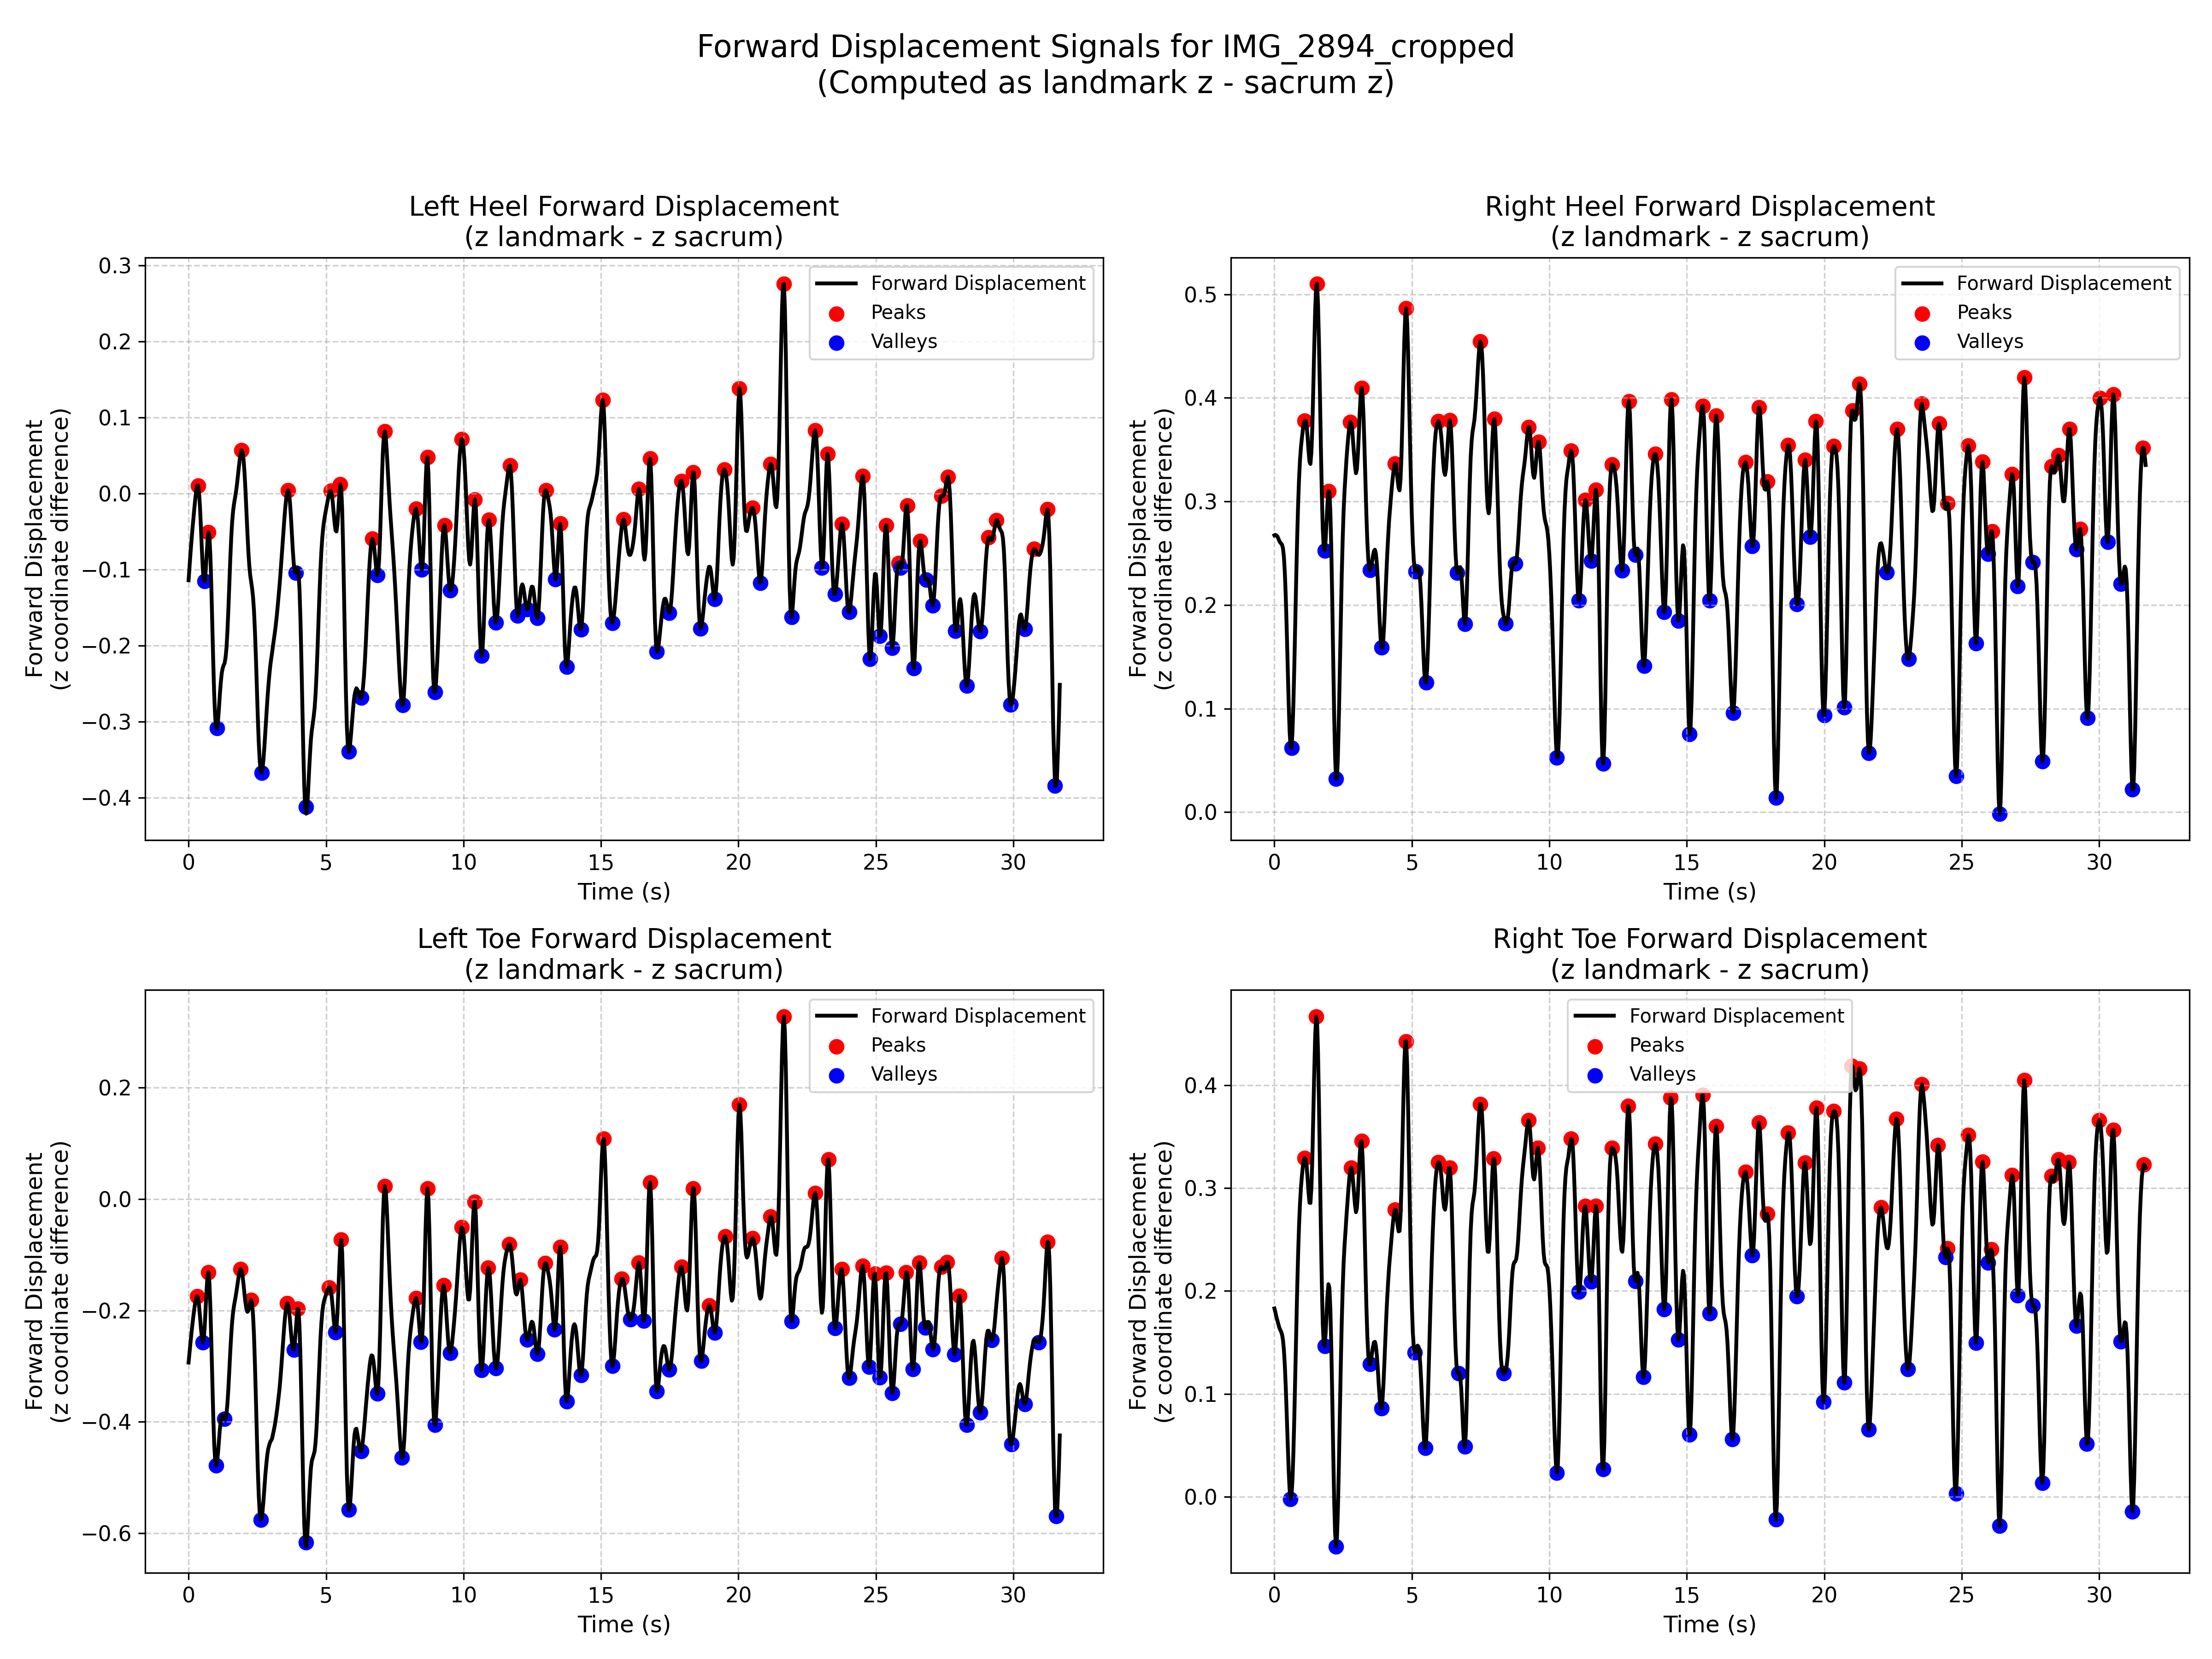 Forward Displacement Signals for IMG_2894_cropped
(Computed as landmark z - sacrum z)
Left Heel Forward Displacement
(z landmark - z sacrum)
Forward Displacement
(z coordinate difference)
0.3
0.2
0.1
0.0
−0.1
−0.2
−0.3
−0.4
0
5
10
15
20
25
30
Time (s)
Forward Displacement
Peaks
Valleys
Right Heel Forward Displacement
(z landmark - z sacrum)
Forward Displacement
(z coordinate difference)
0.5
0.4
0.3
0.2
0.1
0.0
0
5
10
15
20
25
30
Time (s)
Forward Displacement
Peaks
Valleys
Left Toe Forward Displacement
(z landmark - z sacrum)
Forward Displacement
(z coordinate difference)
0.2
0.0
−0.2
−0.4
−0.6
0
5
10
15
20
25
30
Time (s)
Forward Displacement
Peaks
Valleys
Right Toe Forward Displacement
(z landmark - z sacrum)
Forward Displacement
(z coordinate difference)
0.4
0.3
0.2
0.1
0.0
0
5
10
15
20
25
30
Time (s)
Forward Displacement
Peaks
Valleys